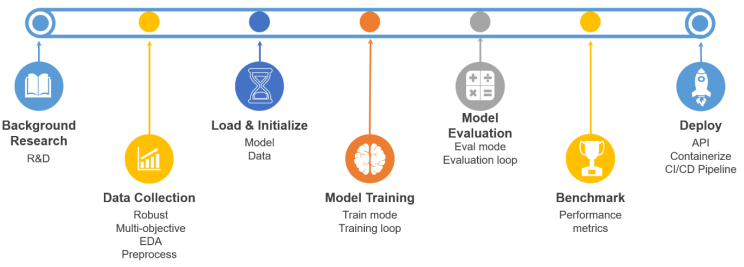 Background
Research
R&D
Data Collection
Robust
Multi-objective
EDA
Preprocess
Load & Initialize
Model
Data
Model Training
Train mode
Training loop
Model
Evaluation
Eval mode
Evaluation loop
Benchmark
Performance
metrics
Deploy
API
Containerize
CI/CD Pipeline